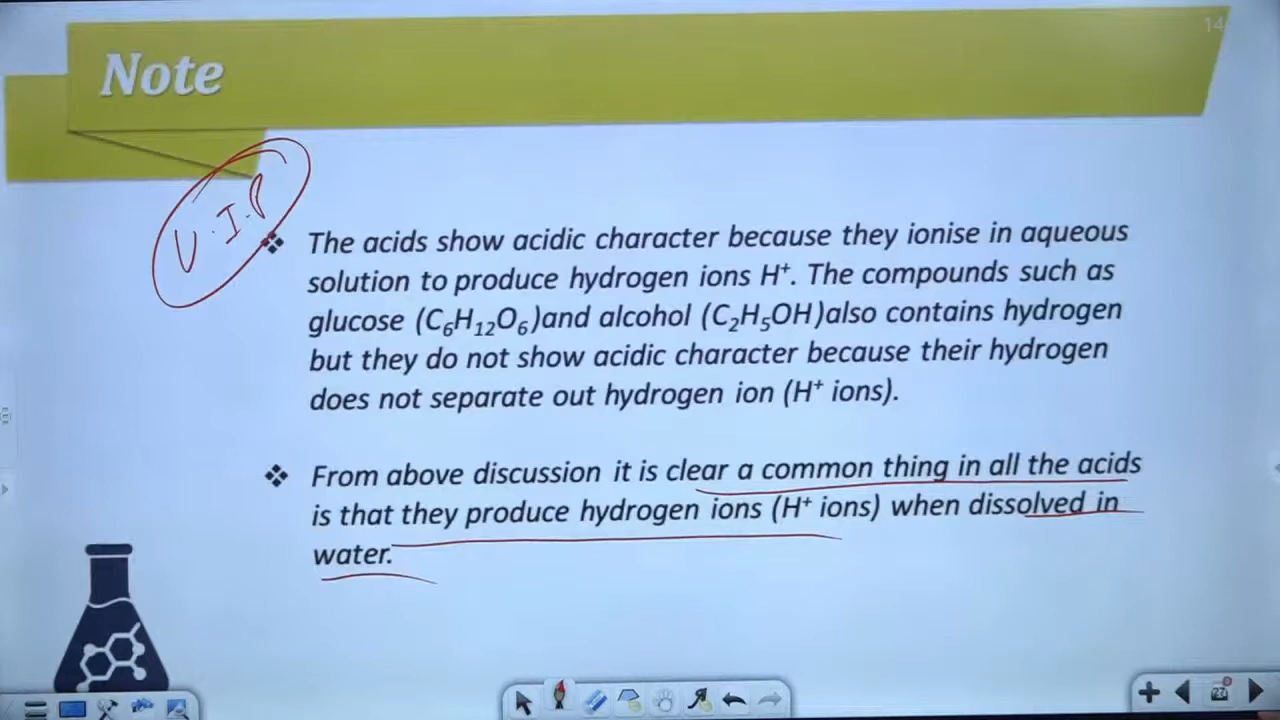 14
Note
V.I.P
❖ The acids show acidic character because they ionise in aqueous
solution to produce hydrogen ions H⁺. The compounds such as
glucose (C₆H₁₂O₆)and alcohol (C₂H₅OH)also contains hydrogen
but they do not show acidic character because their hydrogen
does not separate out hydrogen ion (H⁺ ions).
❖ From above discussion it is clear a common thing in all the acids
is that they produce hydrogen ions (H⁺ ions) when dissolved in
water.
27